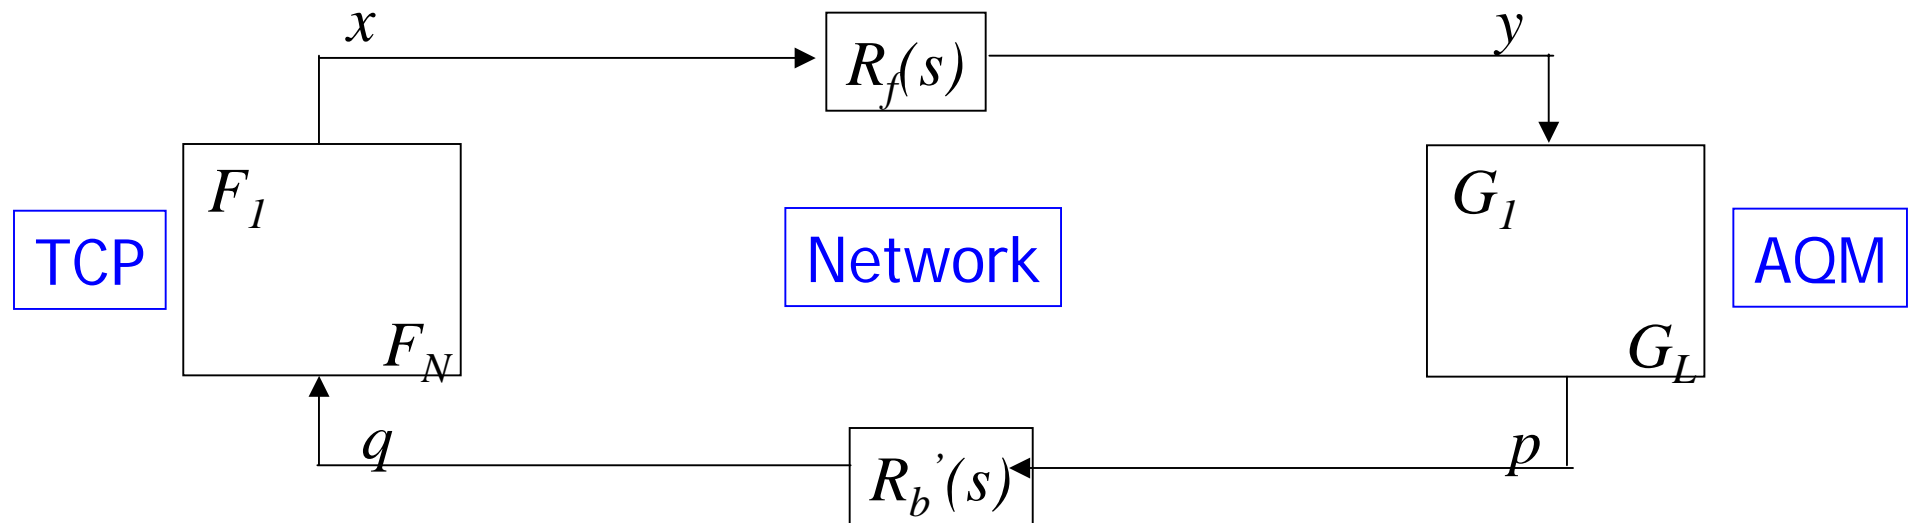 x
R_f(s)
y
F_1
G_1
TCP
Network
AQM
F_N
G_L
q
R_b'(s)
p